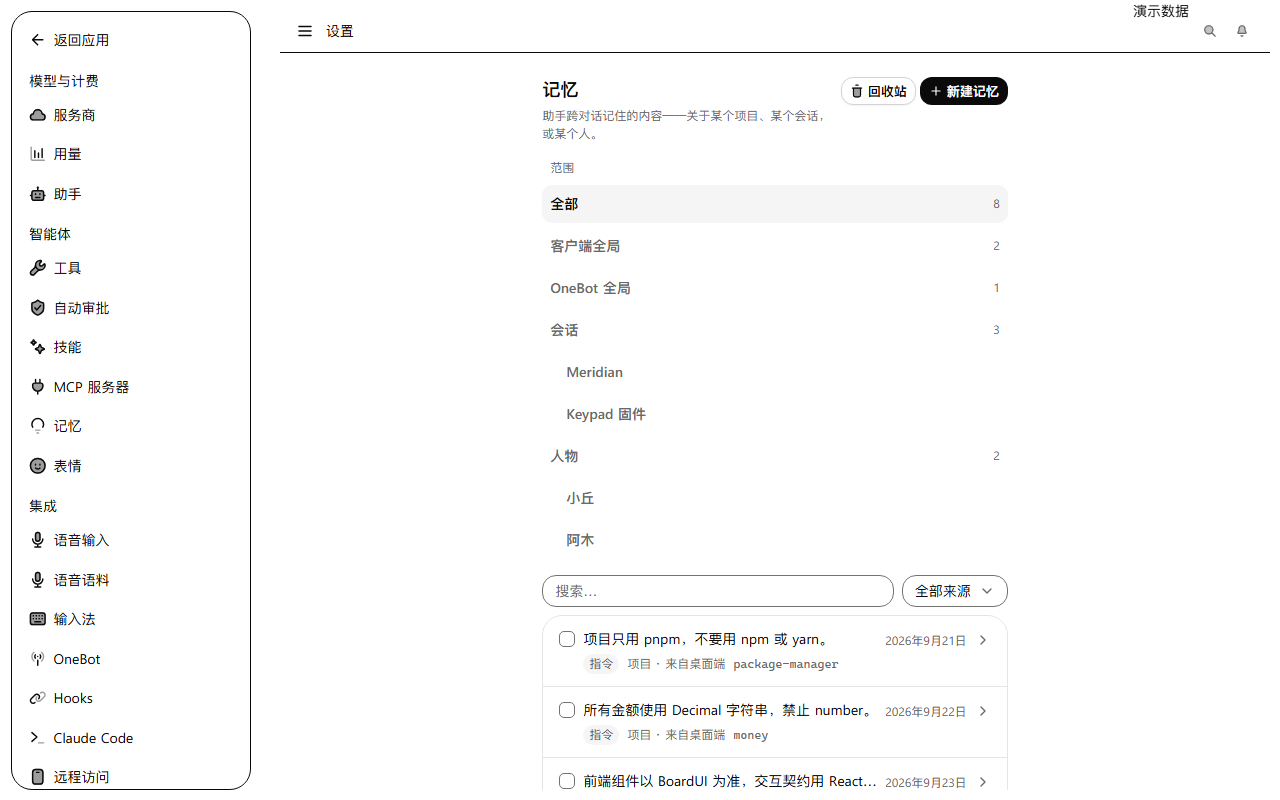 返回应用
模型与计费
服务商
用量
助手
智能体
工具
自动审批
技能
MCP 服务器
记忆
表情
集成
语音输入
语音语料
输入法
OneBot
Hooks
Claude Code
远程访问
设置
演示数据
记忆
助手跨对话记住的内容——关于某个项目、某个会话，
或某个人。
回收站
新建记忆
范围
全部 8
客户端全局 2
OneBot 全局 1
会话 3
Meridian
Keypad 固件
人物 2
小丘
阿木
搜索…
全部来源
项目只用 pnpm，不要用 npm 或 yarn。 2026年9月21日
指令 项目 · 来自桌面端 package-manager
所有金额使用 Decimal 字符串，禁止 number。 2026年9月22日
指令 项目 · 来自桌面端 money
前端组件以 BoardUI 为准，交互契约用 React… 2026年9月23日